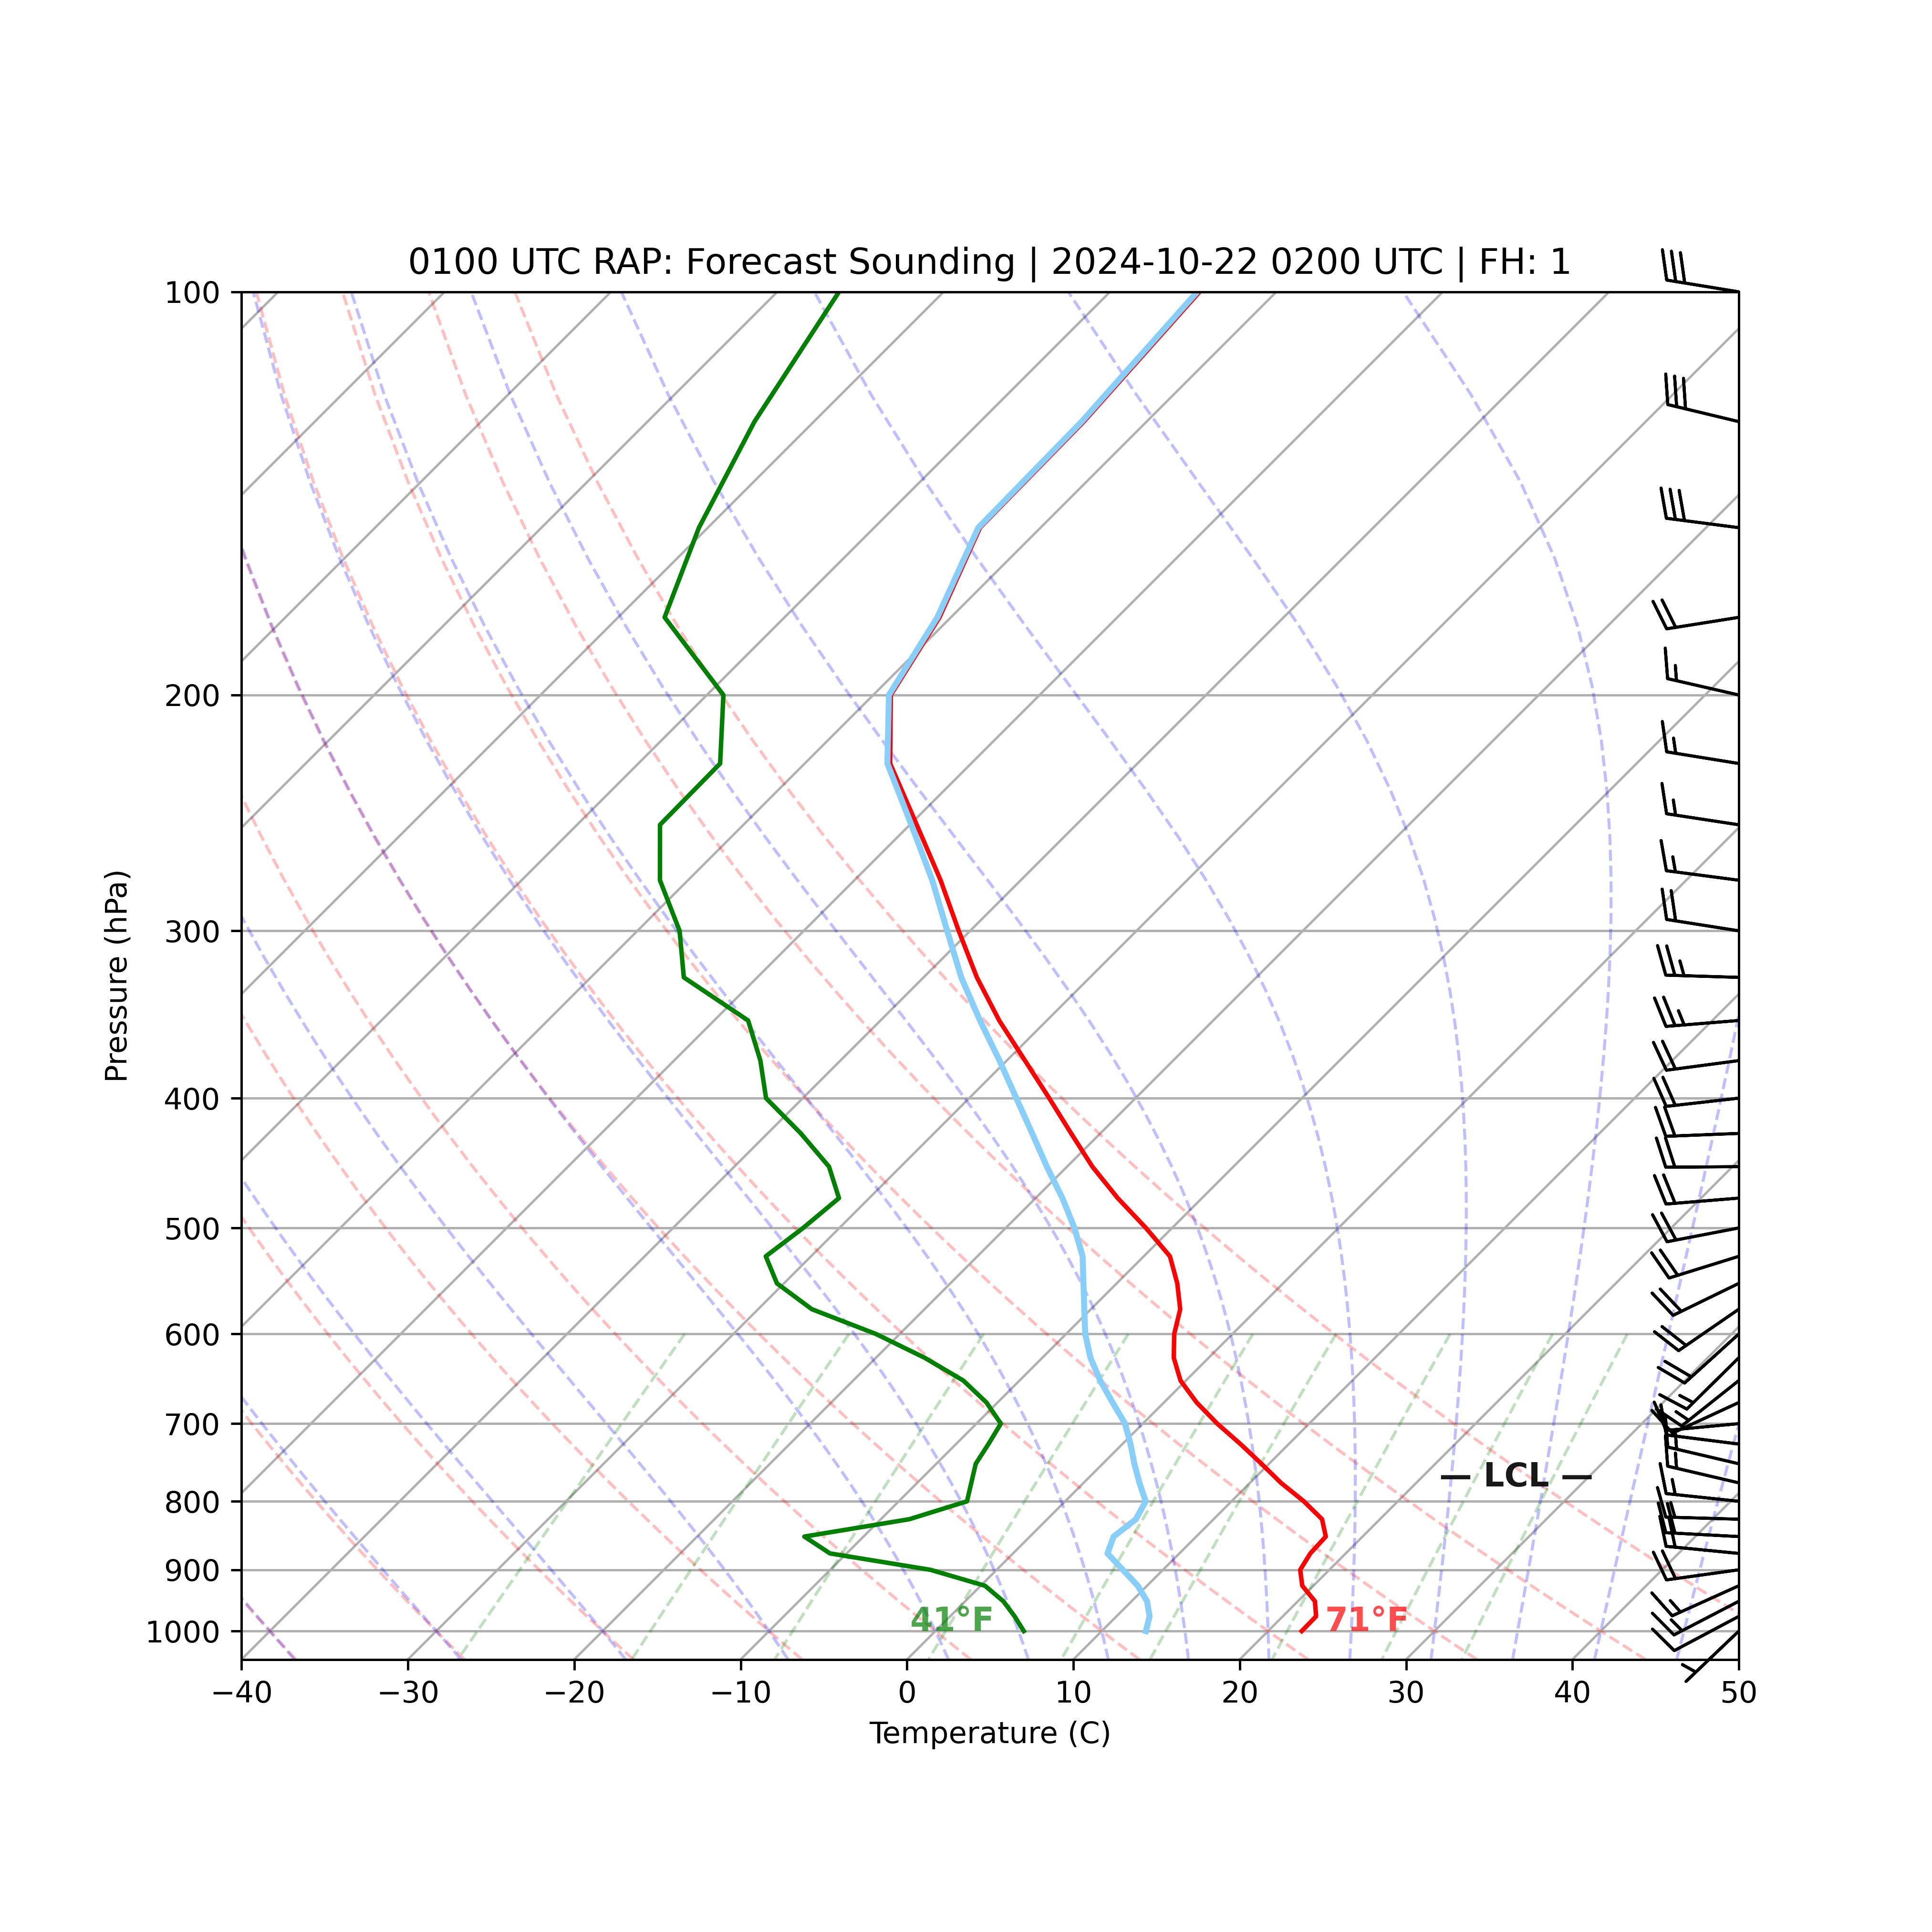 0100 UTC RAP: Forecast Sounding | 2024-10-22 0200 UTC | FH: 1
100
200
300
400
500
600
700
800
900
1000
Pressure (hPa)
— LCL —
41°F
71°F
−40 −30 −20 −10 0 10 20 30 40 50
Temperature (C)